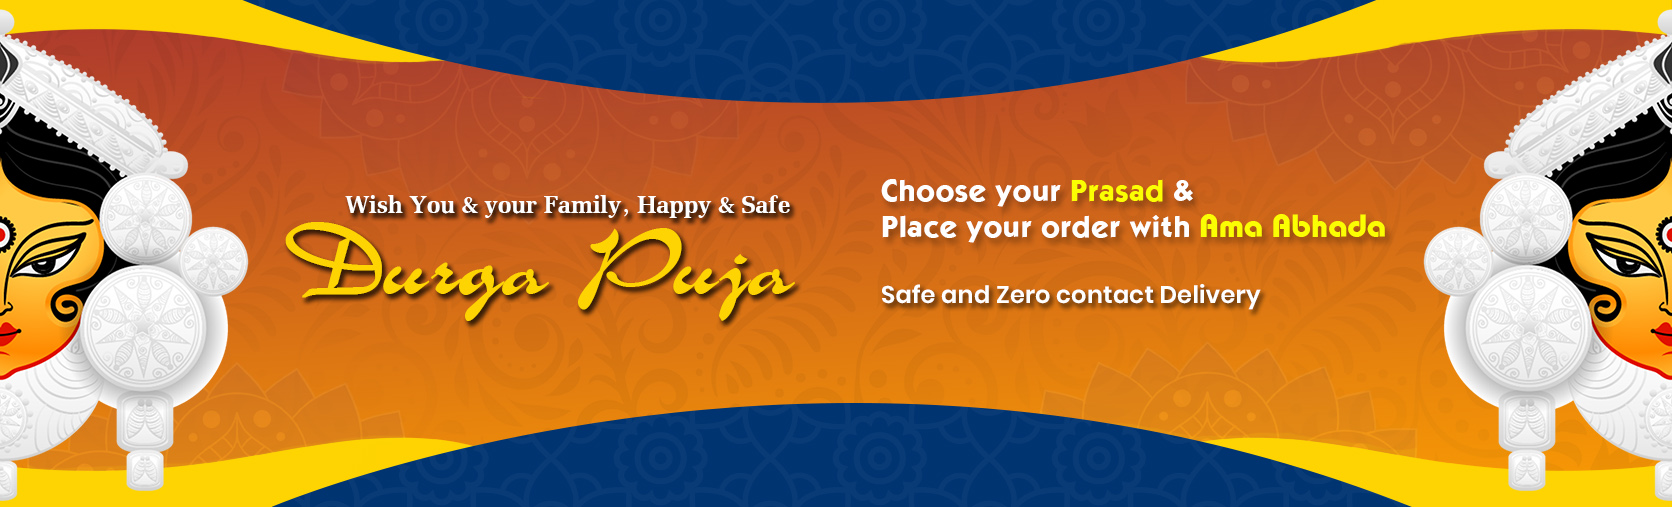 Wish You & your Family, Happy & Safe
Durga Puja
Choose your Prasad &
Place your order with Ama Abhada
Safe and Zero contact Delivery